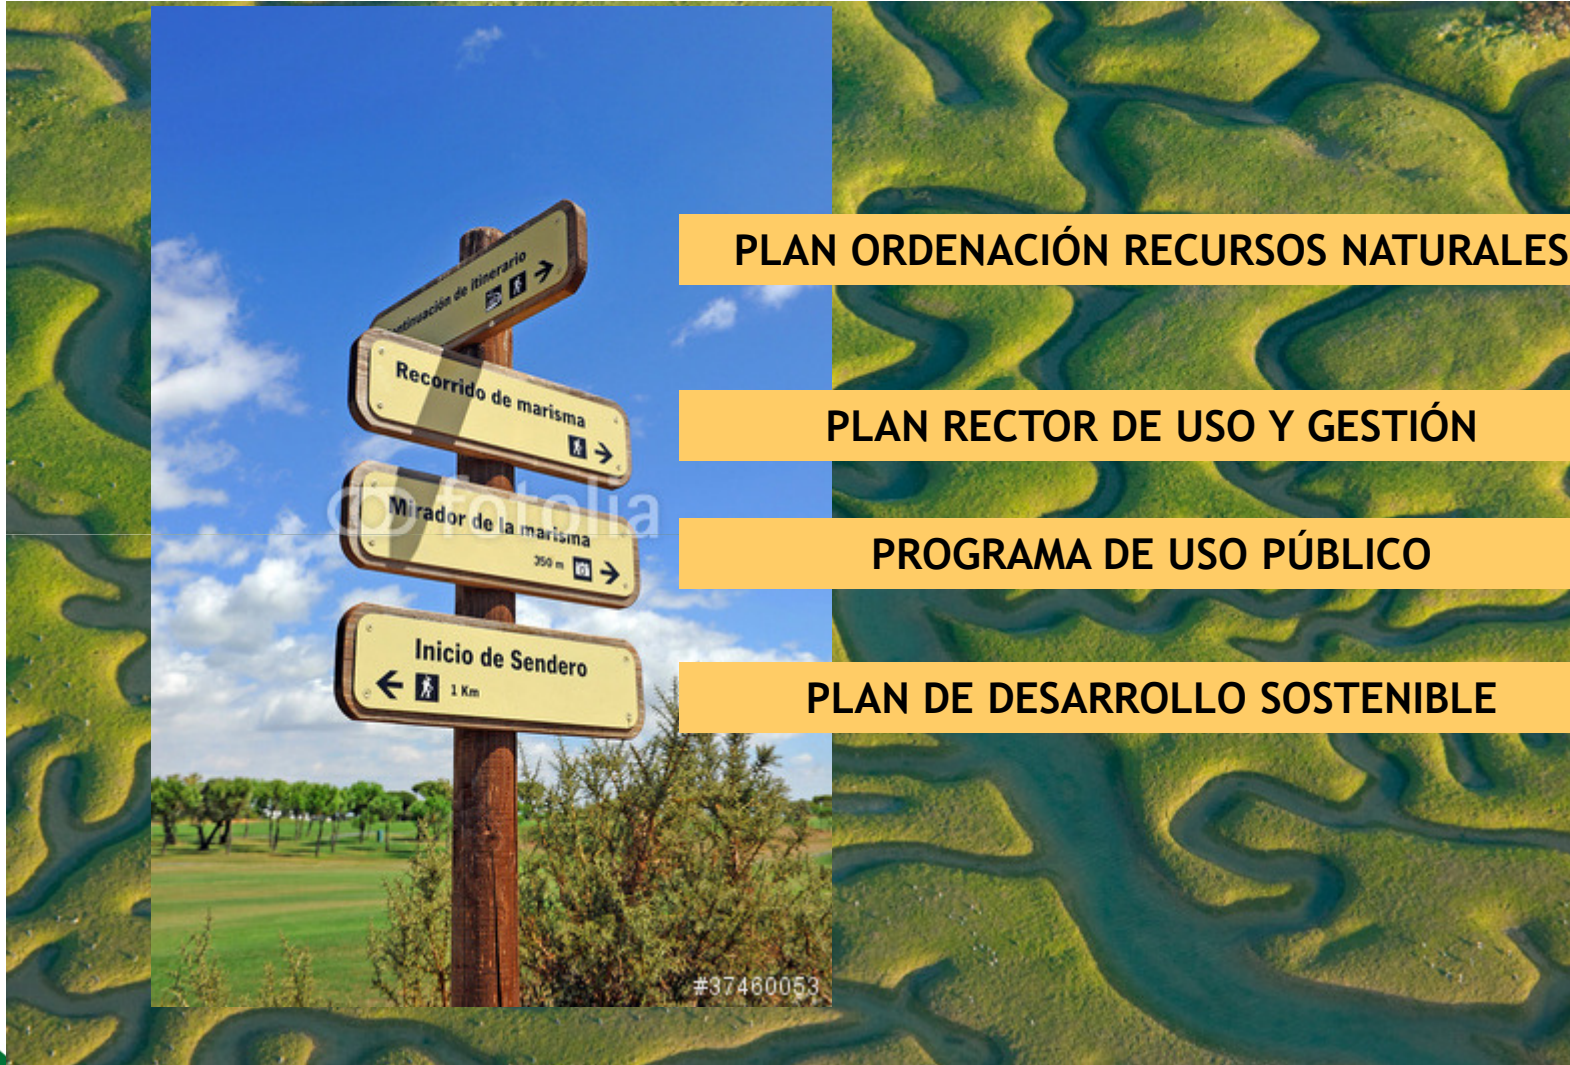 Continuación de itinerario
Recorrido de marisma
Mirador de la marisma
350 m
Inicio de Sendero
1 Km
fotolia
#37460053
PLAN ORDENACIÓN RECURSOS NATURALES
PLAN RECTOR DE USO Y GESTIÓN
PROGRAMA DE USO PÚBLICO
PLAN DE DESARROLLO SOSTENIBLE